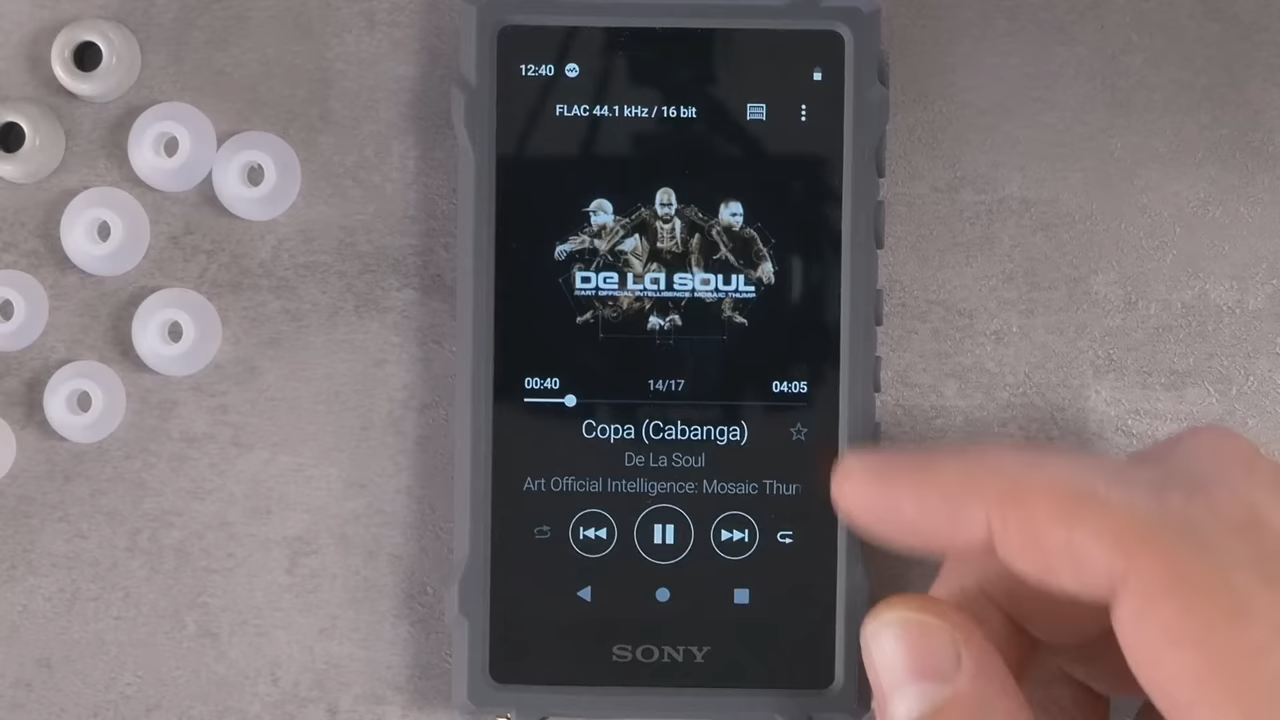 12:40
FLAC 44.1 kHz / 16 bit
De La SOUL
ART OFFICIAL INTELLIGENCE: MOSAIC THUMP
00:40 14/17 04:05
Copa (Cabanga)
De La Soul
Art Official Intelligence: Mosaic Thum
SONY